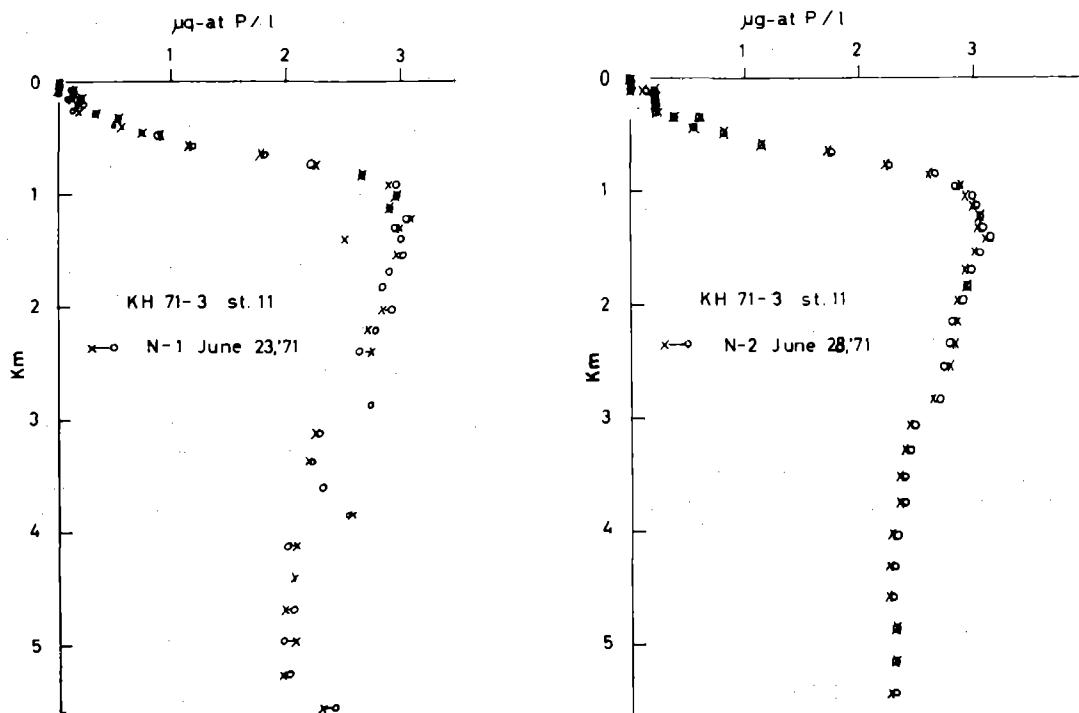 µq-at P/l
1 2 3
0
1
2
3
4
5
Km
KH 71-3 st. 11
×—o N-1 June 23,'71
µg-at P/l
1 2 3
0
1
2
3
4
5
Km
KH 71-3 st. 11
×—o N-2 June 28,'71